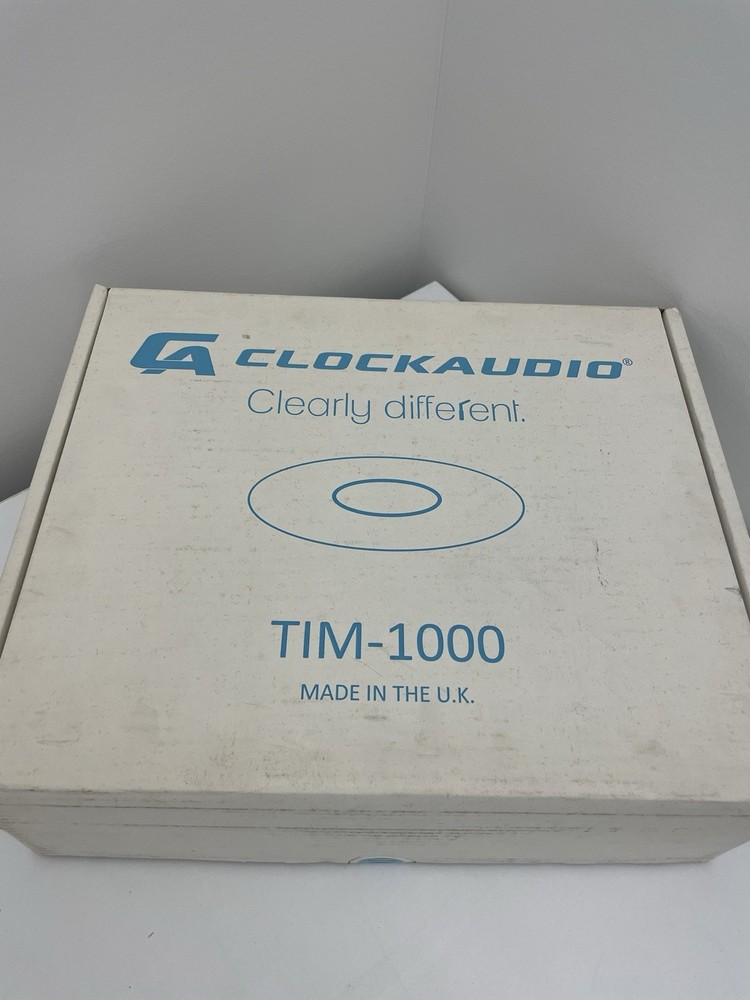 CA CLOCKAUDIO®
Clearly different.
TIM-1000
MADE IN THE U.K.